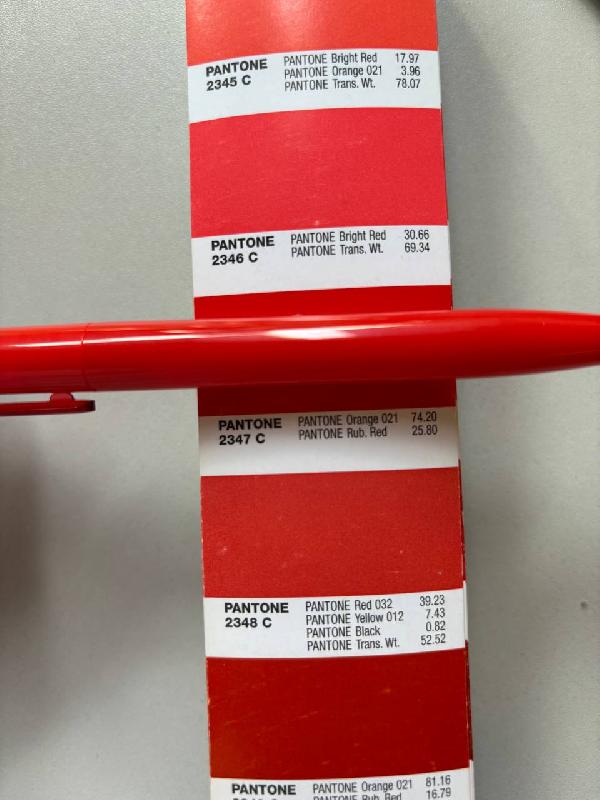 PANTONE
2345 C
PANTONE Bright Red 17.97
PANTONE Orange 021 3.96
PANTONE Trans. Wt. 78.07
PANTONE
2346 C
PANTONE Bright Red 30.66
PANTONE Trans. Wt. 69.34
PANTONE
2347 C
PANTONE Orange 021 74.20
PANTONE Rub. Red 25.80
PANTONE
2348 C
PANTONE Red 032 39.23
PANTONE Yellow 012 7.43
PANTONE Black 0.82
PANTONE Trans. Wt. 52.52
PANTONE
PANTONE Orange 021 81.16
PANTONE Rub. Red 16.79